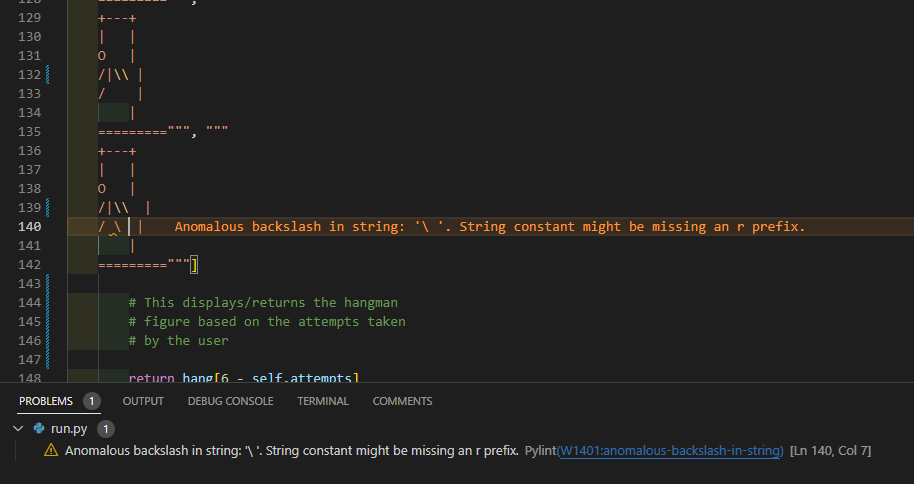 128 =========""",
129 +---+
130 |   |
131 O   |
132 /|\\ |
133 /    |
134     |
135 =========""", """
136 +---+
137 |   |
138 O   |
139 /|\\  |
140 / \  |    Anomalous backslash in string: '\ '. String constant might be missing an r prefix.
141     |
142 ========="""]
143
144 # This displays/returns the hangman
145 # figure based on the attempts taken
146 # by the user
147
148 return hang[6 - self.attempts]
PROBLEMS 1 OUTPUT DEBUG CONSOLE TERMINAL COMMENTS
run.py 1
Anomalous backslash in string: '\ '. String constant might be missing an r prefix. Pylint(W1401:anomalous-backslash-in-string) [Ln 140, Col 7]